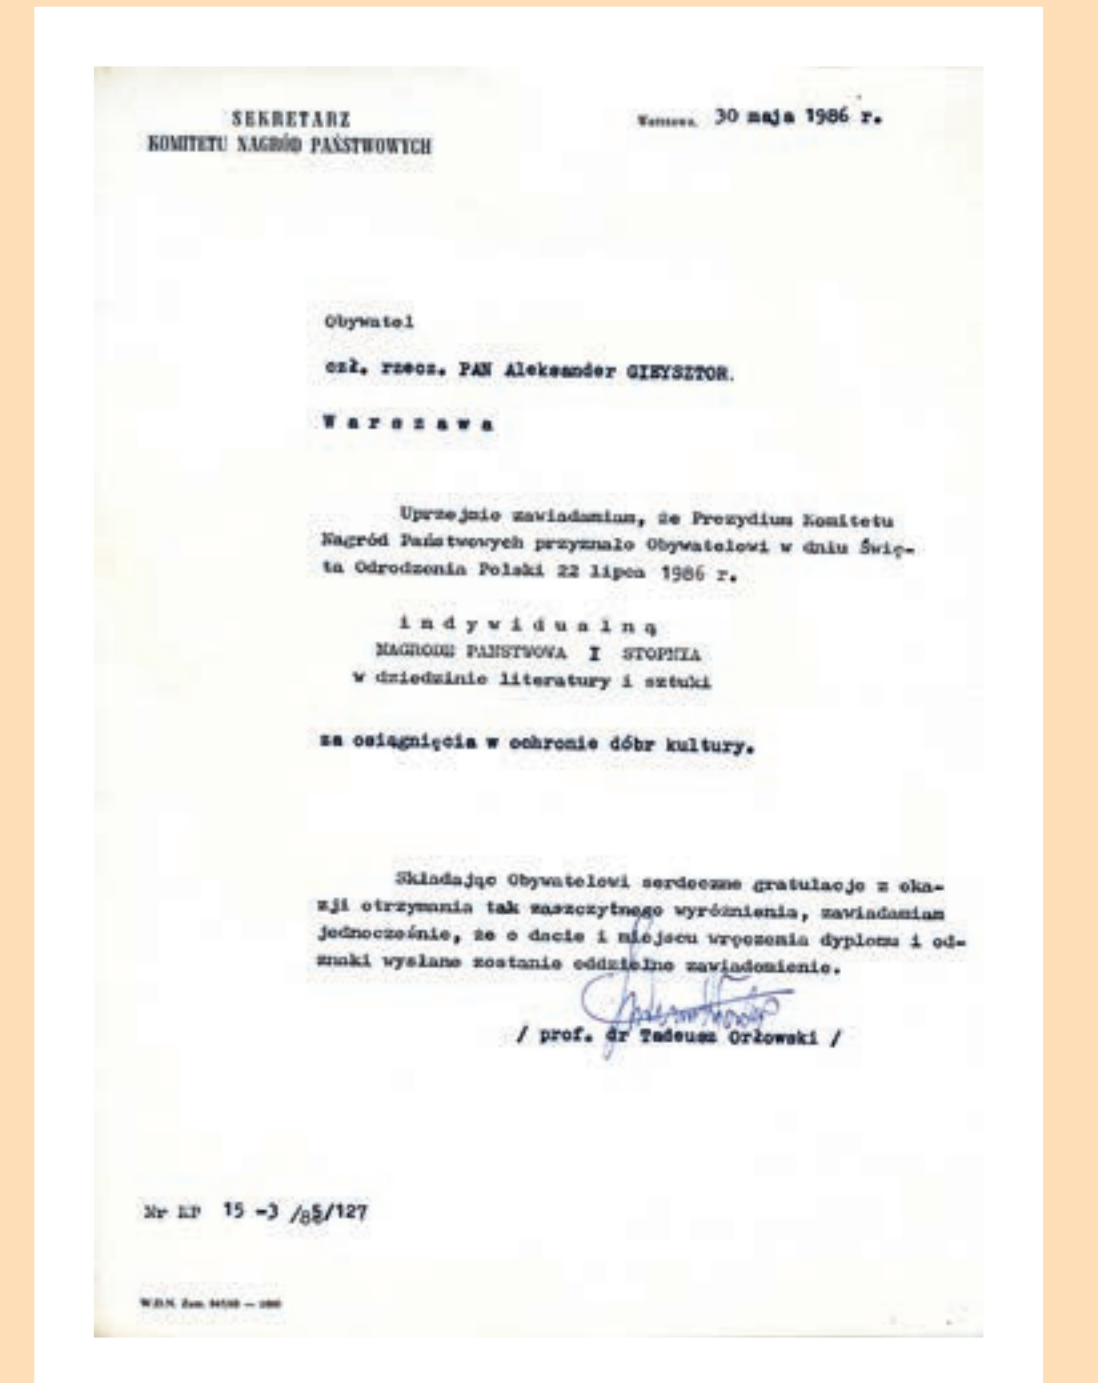 SEKRETARZ
KOMITETU NAGRÓD PAŃSTWOWYCH
Warszawa, 30 maja 1986 r.
Obywatel
czł. rzecz. PAN Aleksander GIEYSZTOR.
W a r s z a w a
Uprzejmie zawiadamiam, że Prezydium Komitetu
Nagród Państwowych przyznało Obywatelowi w dniu Świę-
ta Odrodzenia Polski 22 lipca 1986 r.
i n d y w i d u a l n ą
NAGRODĘ PAŃSTWOWĄ I STOPNIA
w dziedzinie literatury i sztuki
za osiągnięcia w ochronie dóbr kultury.
Składając Obywatelowi serdeczne gratulacje z oka-
zji otrzymania tak zaszczytnego wyróżnienia, zawiadamiam
jednocześnie, że o dacie i miejscu wręczenia dyplomu i od-
znaki wysłane zostanie oddzielne zawiadomienie.
/ prof. dr Tadeusz Orłowski /
Nr KP 15 -3 /85/127
W.D.N. Zam.